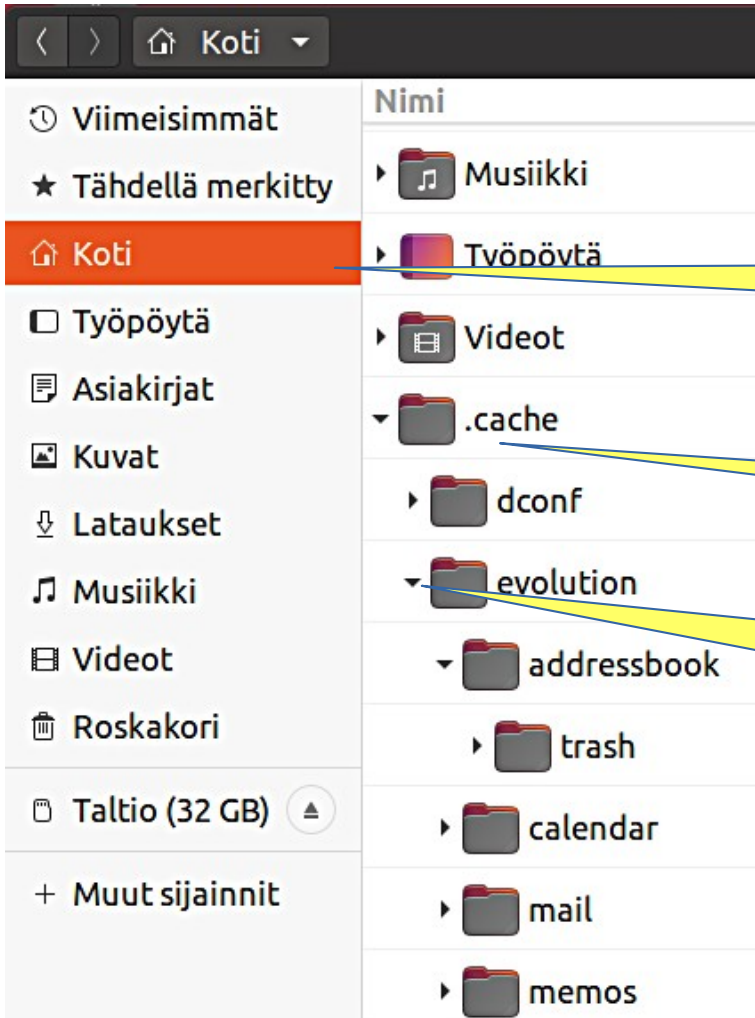 Koti
Viimeisimmät
Tähdellä merkitty
Koti
Työpöytä
Asiakirjat
Kuvat
Lataukset
Musiikki
Videot
Roskakori
Taltio (32 GB)
+ Muut sijainnit
Nimi
Musiikki
Työpöytä
Videot
.cache
dconf
evolution
addressbook
trash
calendar
mail
memos